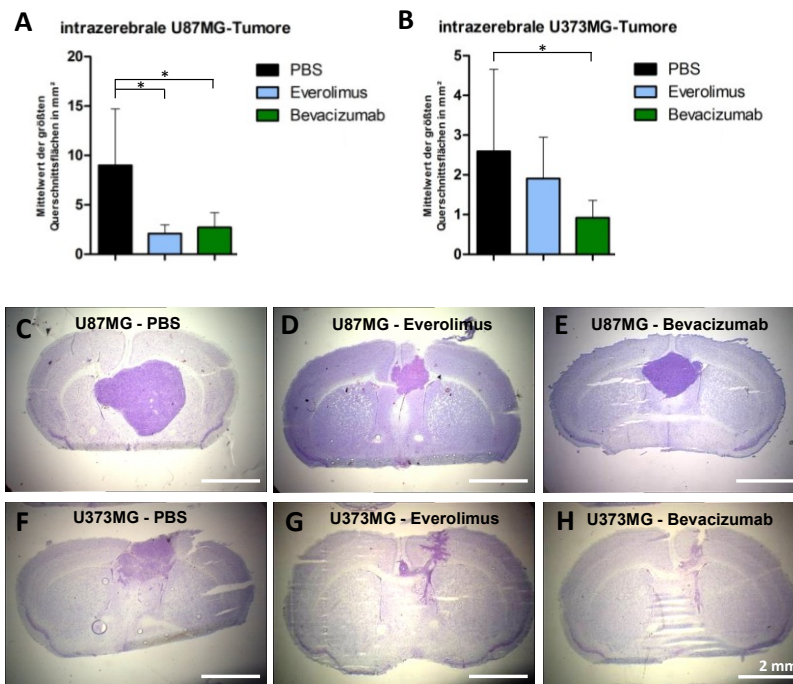 A
intrazerebrale U87MG-Tumore
Mittelwert der größten
Querschnittsflächen in mm²
20
15
10
5
0
*
*
PBS
Everolimus
Bevacizumab
B
intrazerebrale U373MG-Tumore
Mittelwert der größten
Querschnittsflächen in mm²
5
4
3
2
1
0
*
PBS
Everolimus
Bevacizumab
C U87MG - PBS
D U87MG - Everolimus
E U87MG - Bevacizumab
F U373MG - PBS
G U373MG - Everolimus
H U373MG - Bevacizumab
2 mm